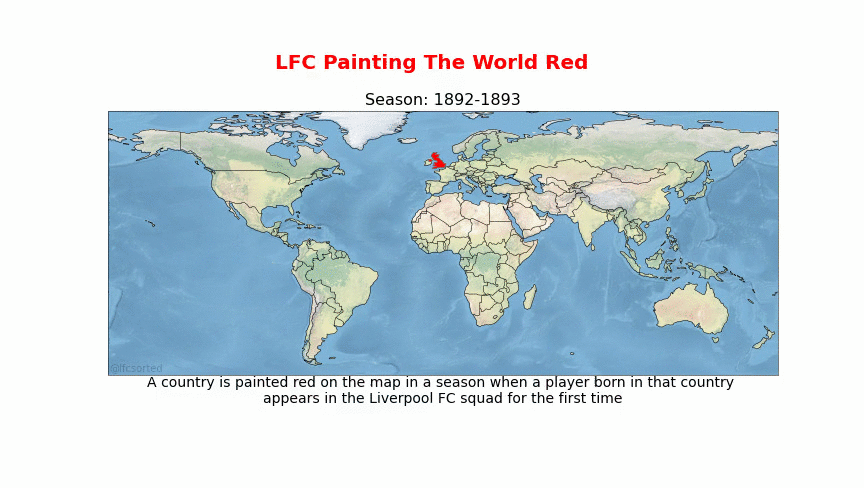 LFC Painting The World Red
Season: 1892-1893
@lfcsorted
A country is painted red on the map in a season when a player born in that country
appears in the Liverpool FC squad for the first time